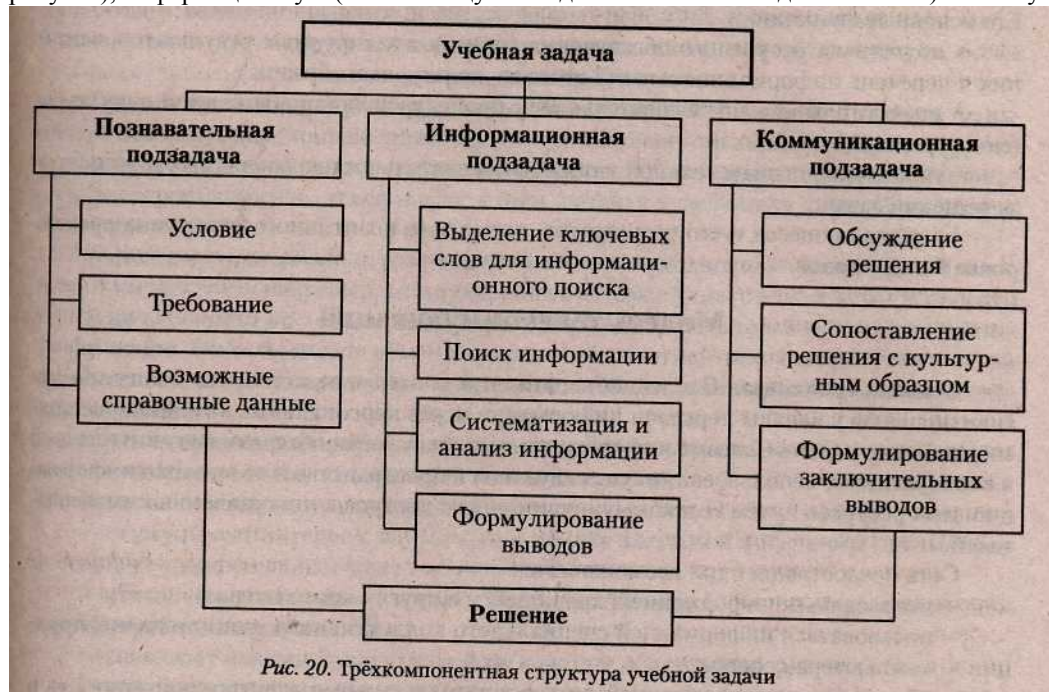 Учебная задача
Познавательная
подзадача
Условие
Требование
Возможные
справочные данные
Информационная
подзадача
Выделение ключевых
слов для информаци-
онного поиска
Поиск информации
Систематизация и
анализ информации
Формулирование
выводов
Коммуникационная
подзадача
Обсуждение
решения
Сопоставление
решения с культур-
ным образцом
Формулирование
заключительных
выводов
Решение
Рис. 20. Трёхкомпонентная структура учебной задачи